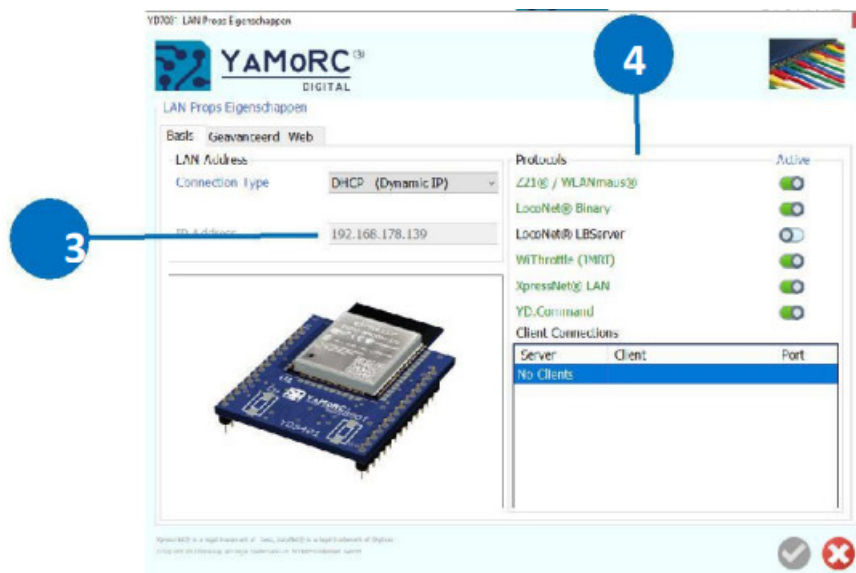 YD7001 LAN Props Eigenschappen
YAMoRC
DIGITAL
4
LAN Props Eigenschappen
Basis Geavanceerd Web
LAN Address
Connection Type DHCP (Dynamic IP)
3
IP Address 192.168.178.139
YAMORC
YD9401
Protocols Active
Z21® / WLANmaus®
LocoNet® Binary
LocoNet® LBServer
WiThrottle (JMRI)
XpressNet® LAN
YD.Command
Client Connections
Server Client Port
No Clients